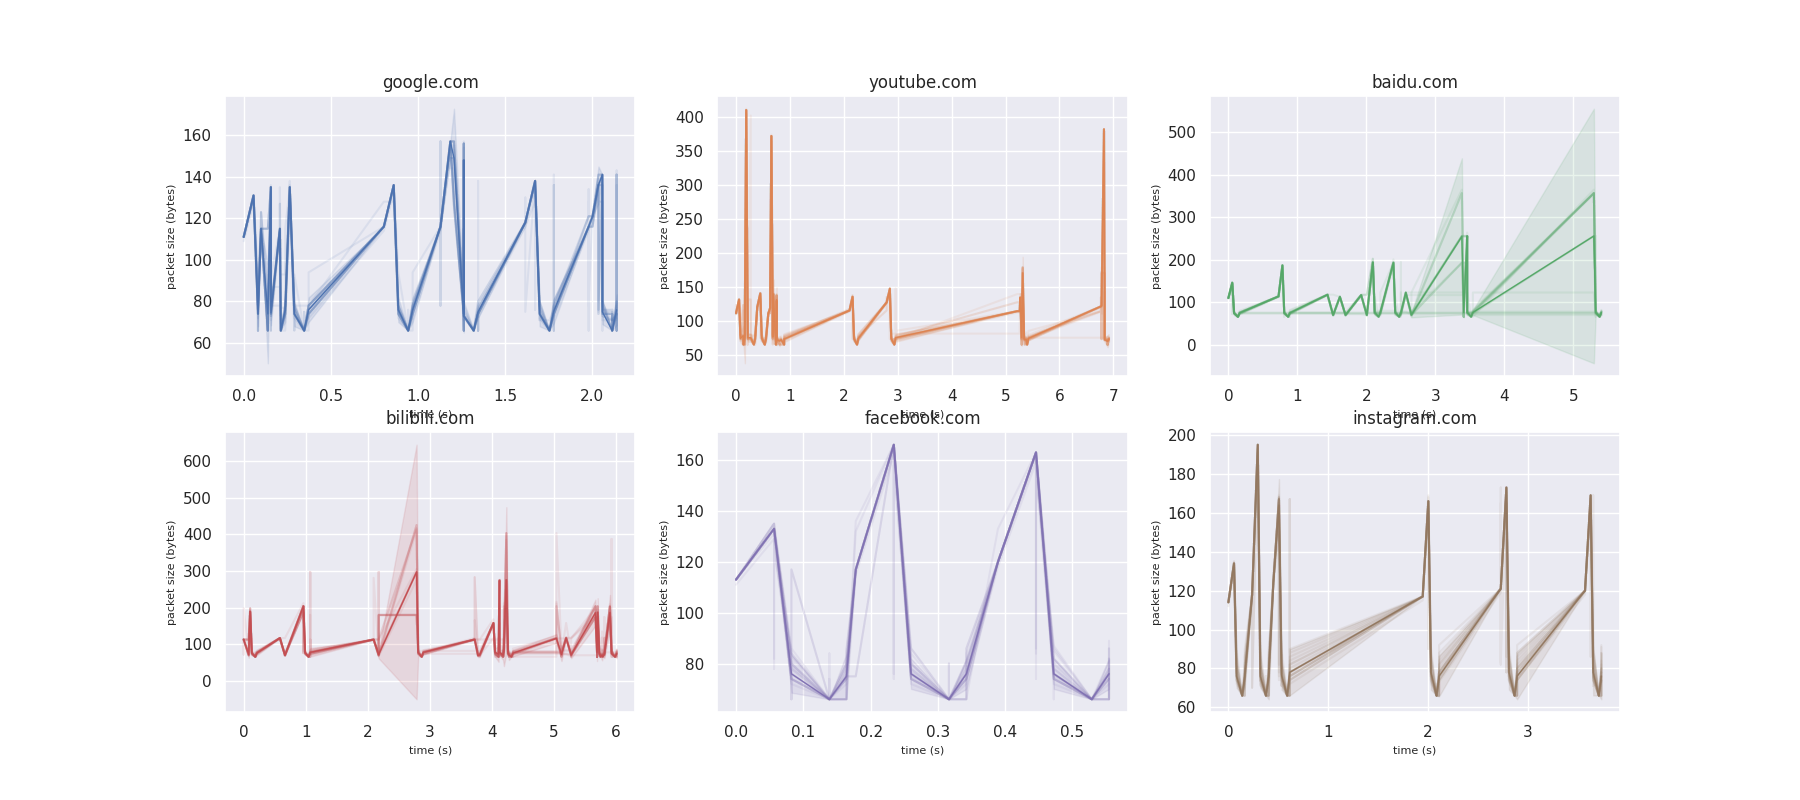 google.com
youtube.com
baidu.com
packet size (bytes)
160
140
120
100
80
60
0.0 0.5 1.0 1.5 2.0
time (s)
packet size (bytes)
400
350
300
250
200
150
100
50
0 1 2 3 4 5 6 7
time (s)
packet size (bytes)
500
400
300
200
100
0
0 1 2 3 4 5
time (s)
bilibili.com
facebook.com
instagram.com
packet size (bytes)
600
500
400
300
200
100
0
0 1 2 3 4 5 6
time (s)
packet size (bytes)
160
140
120
100
80
0.0 0.1 0.2 0.3 0.4 0.5
time (s)
packet size (bytes)
200
180
160
140
120
100
80
60
0 1 2 3
time (s)